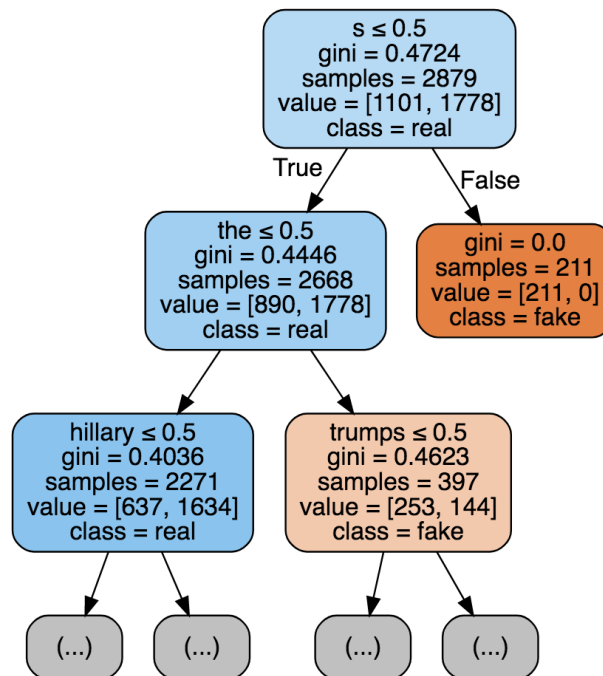 s ≤ 0.5
gini = 0.4724
samples = 2879
value = [1101, 1778]
class = real
True
False
the ≤ 0.5
gini = 0.4446
samples = 2668
value = [890, 1778]
class = real
gini = 0.0
samples = 211
value = [211, 0]
class = fake
hillary ≤ 0.5
gini = 0.4036
samples = 2271
value = [637, 1634]
class = real
trumps ≤ 0.5
gini = 0.4623
samples = 397
value = [253, 144]
class = fake
(...)
(...)
(...)
(...)